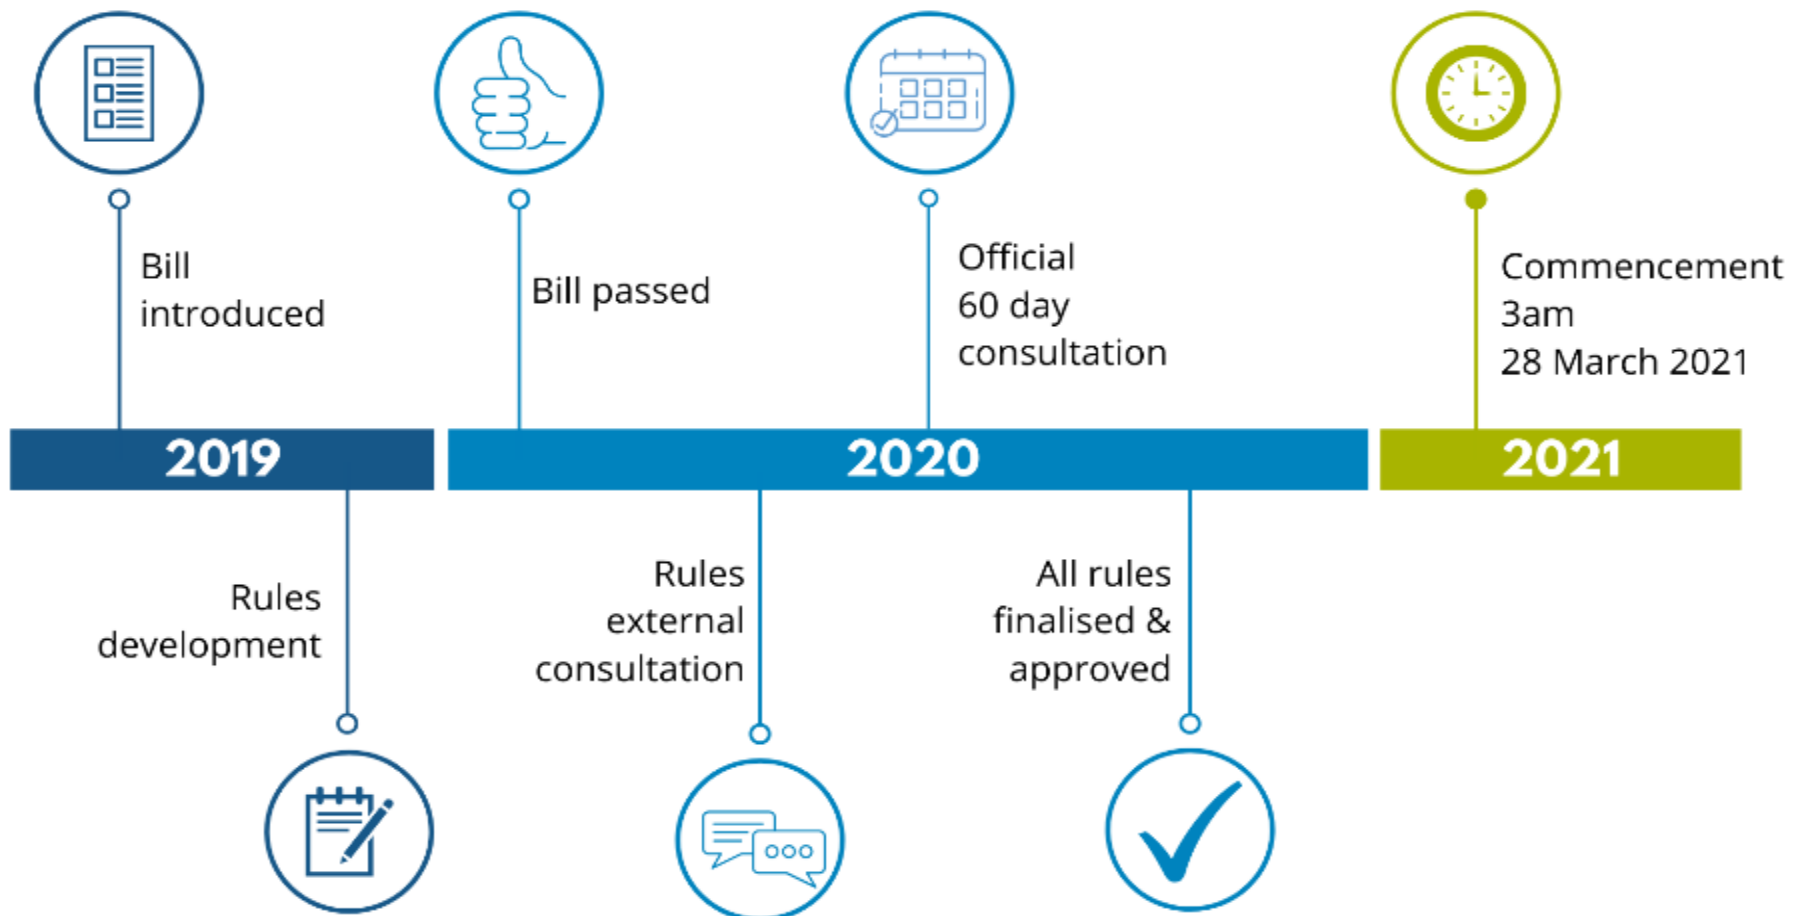 Bill
introduced
Bill passed
Official
60 day
consultation
Commencement
3am
28 March 2021
2019
2020
2021
Rules
development
Rules
external
consultation
All rules
finalised &
approved